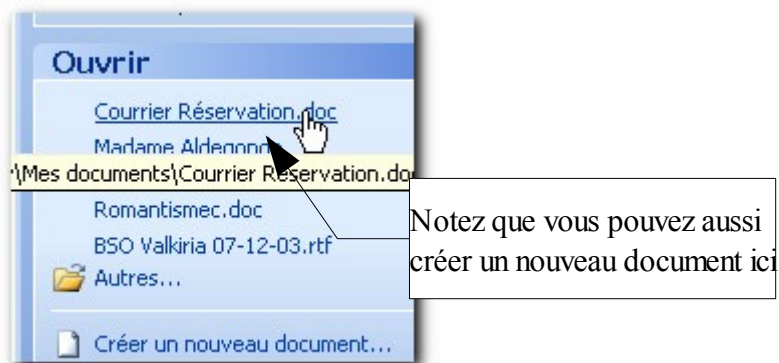 Ouvrir
Courrier Réservation.doc
Madame Aldegonde
\Mes documents\Courrier Réservation.do
Romantismec.doc
BSO Valkiria 07-12-03.rtf
Autres...
Créer un nouveau document...
Notez que vous pouvez aussi
créer un nouveau document ici